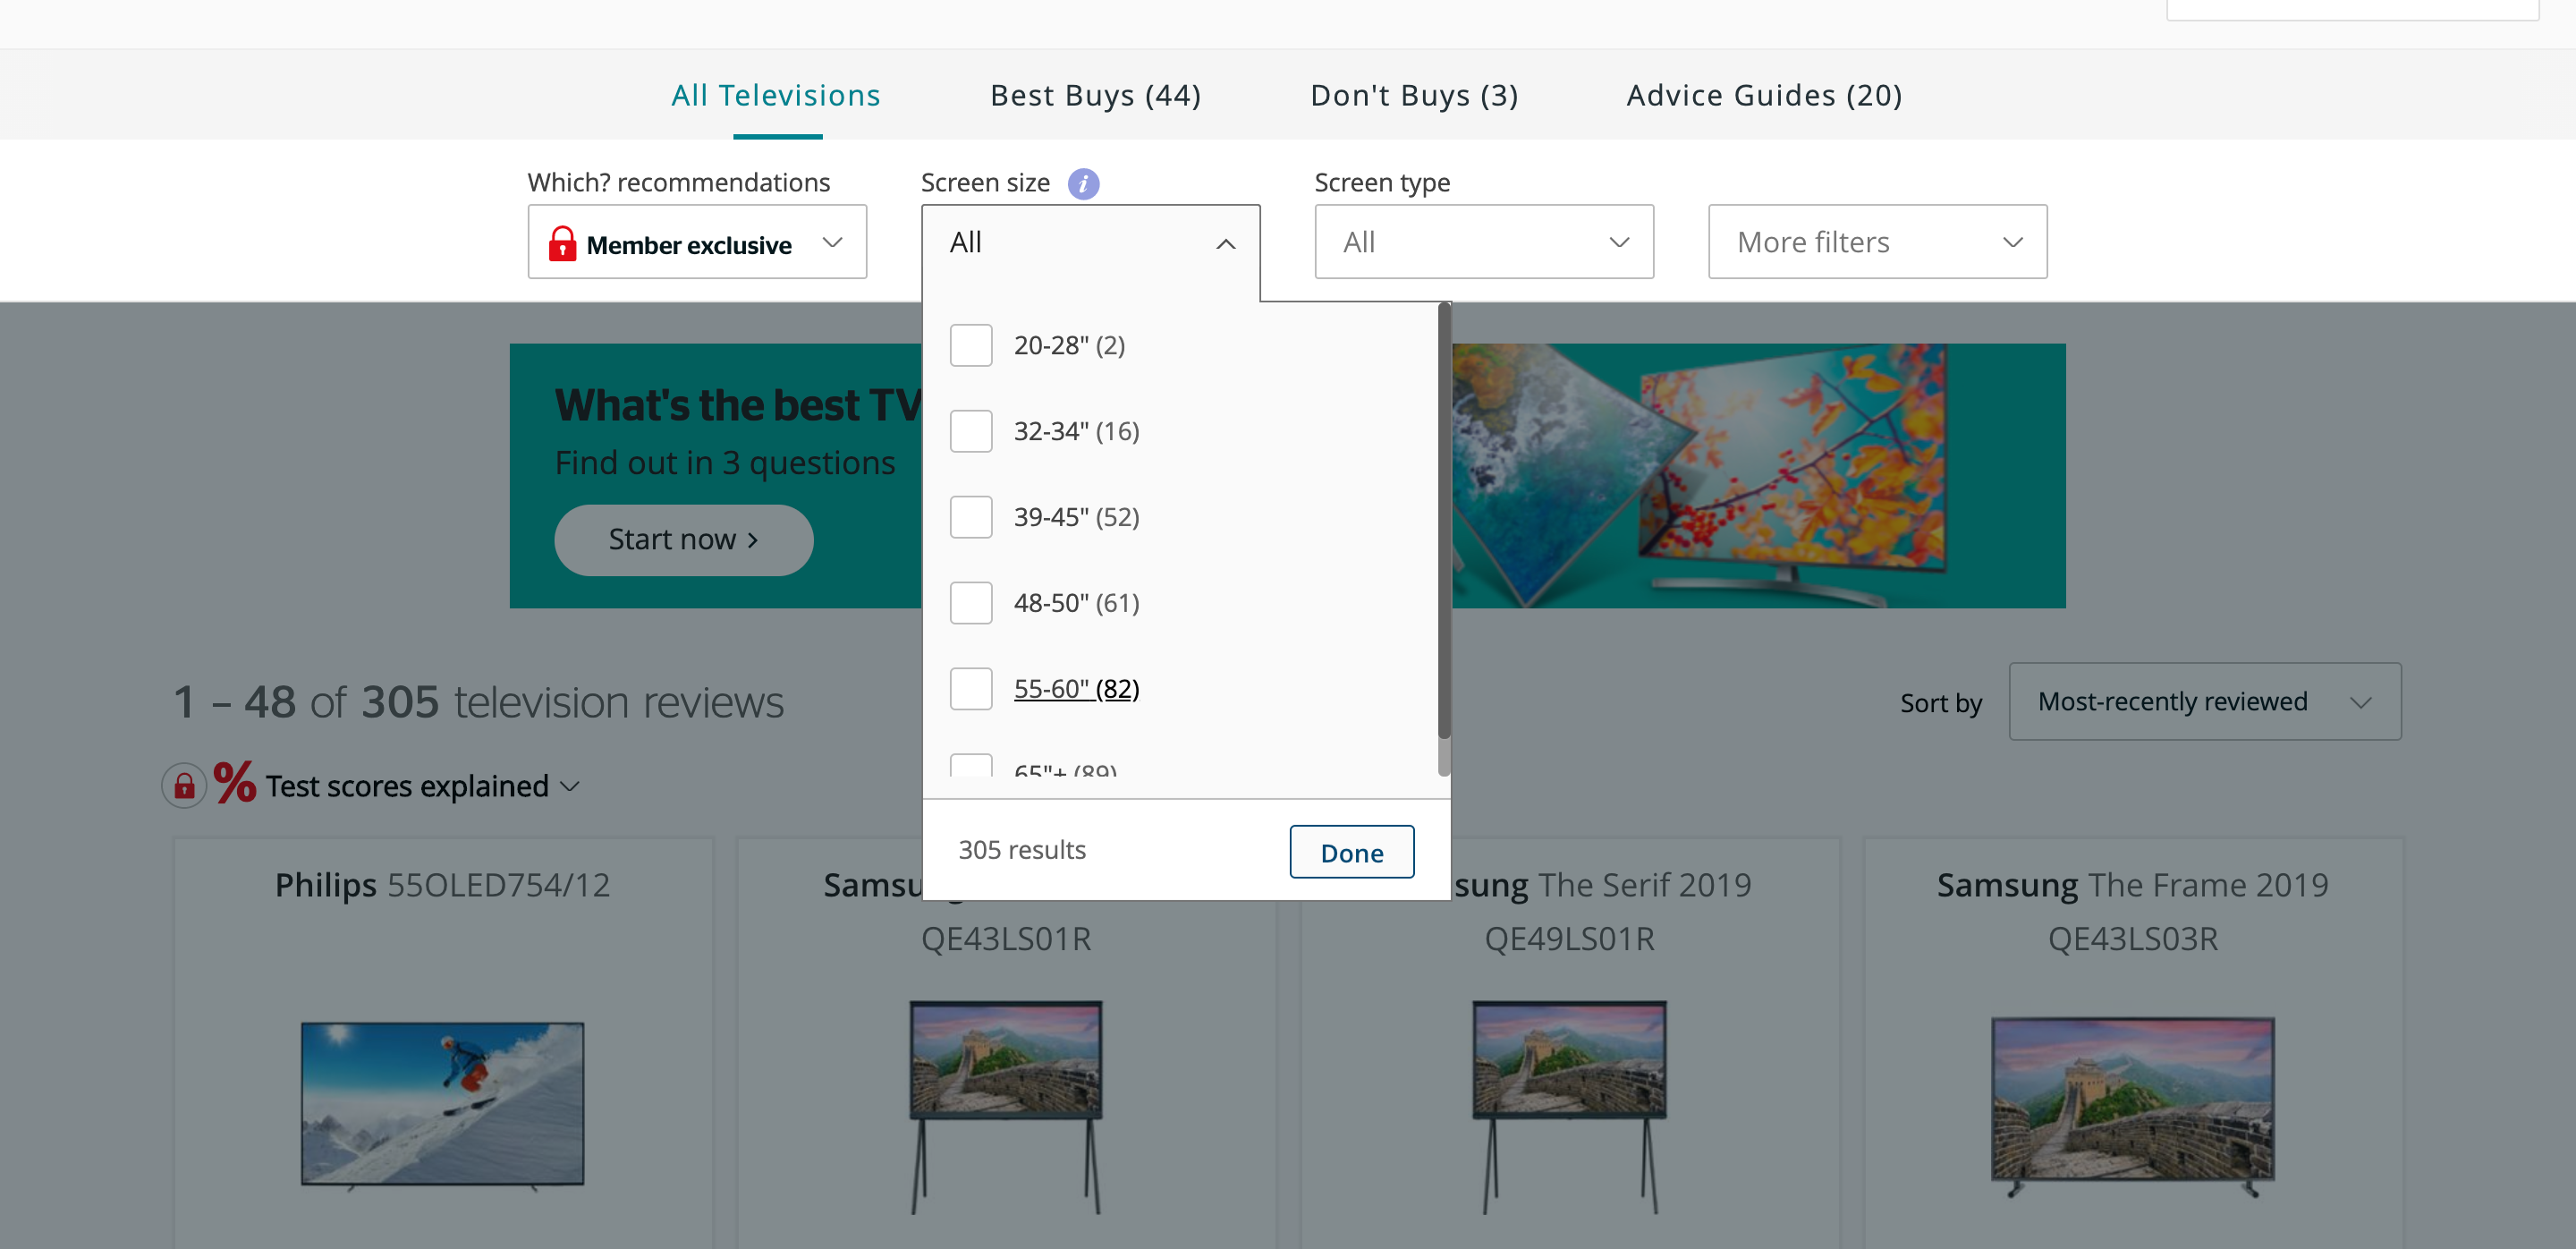 All Televisions
Best Buys (44)
Don't Buys (3)
Advice Guides (20)
Which? recommendations
Member exclusive
Screen size i
All
Screen type
All
More filters
20-28" (2)
32-34" (16)
39-45" (52)
48-50" (61)
55-60" (82)
65"+ (89)
305 results
Done
What's the best TV
Find out in 3 questions
Start now >
1 – 48 of 305 television reviews
Sort by
Most-recently reviewed
% Test scores explained
Philips 55OLED754/12
QE43LS01R
The Serif 2019
QE49LS01R
Samsung The Frame 2019
QE43LS03R